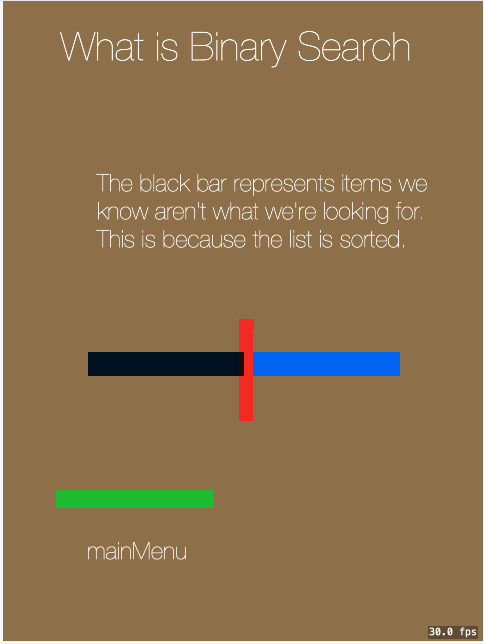 What is Binary Search
The black bar represents items we
know aren't what we're looking for.
This is because the list is sorted.
mainMenu
30.0 fps